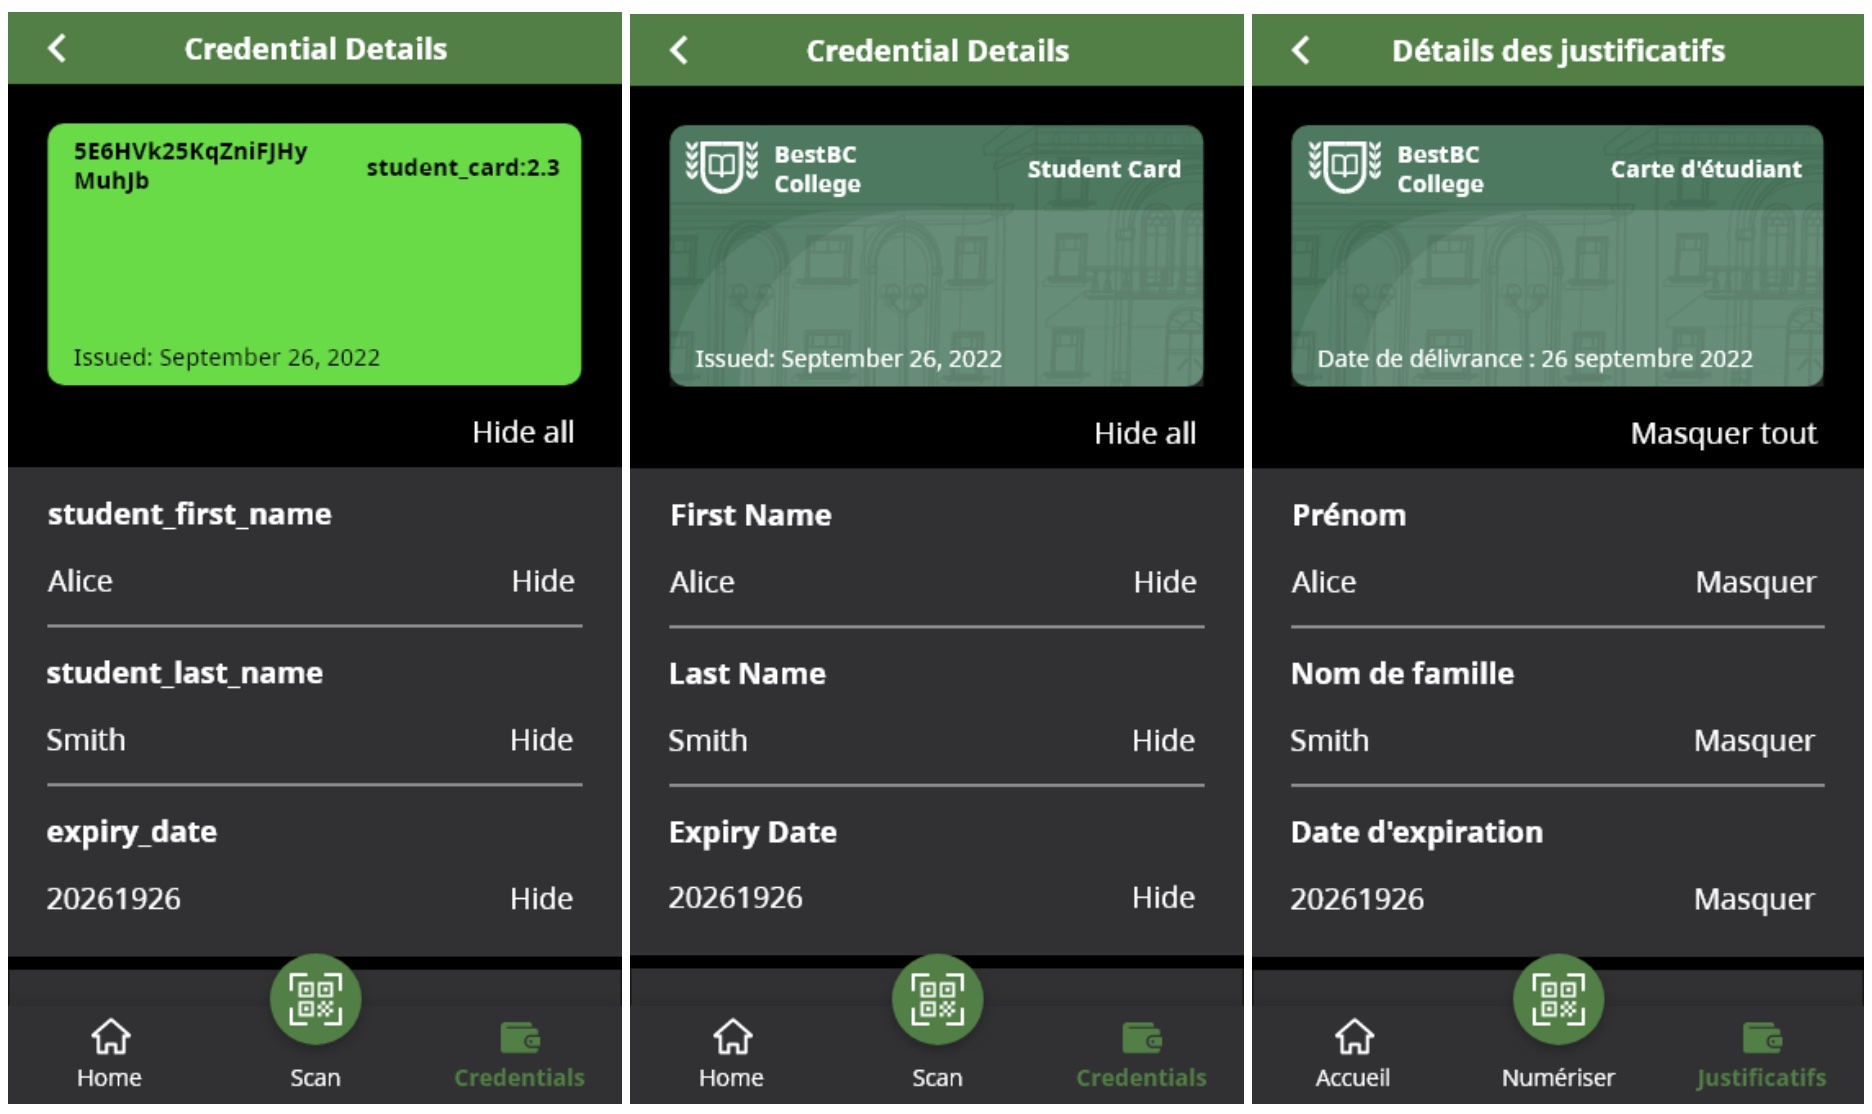 Credential Details
5E6HVk25KqZniFJHy
MuhJb
student_card:2.3
Issued: September 26, 2022
Hide all
student_first_name
Alice Hide
student_last_name
Smith Hide
expiry_date
20261926 Hide
Home Scan Credentials
Credential Details
BestBC
College
Student Card
Issued: September 26, 2022
Hide all
First Name
Alice Hide
Last Name
Smith Hide
Expiry Date
20261926 Hide
Home Scan Credentials
Détails des justificatifs
BestBC
College
Carte d'étudiant
Date de délivrance : 26 septembre 2022
Masquer tout
Prénom
Alice Masquer
Nom de famille
Smith Masquer
Date d'expiration
20261926 Masquer
Accueil Numériser Justificatifs